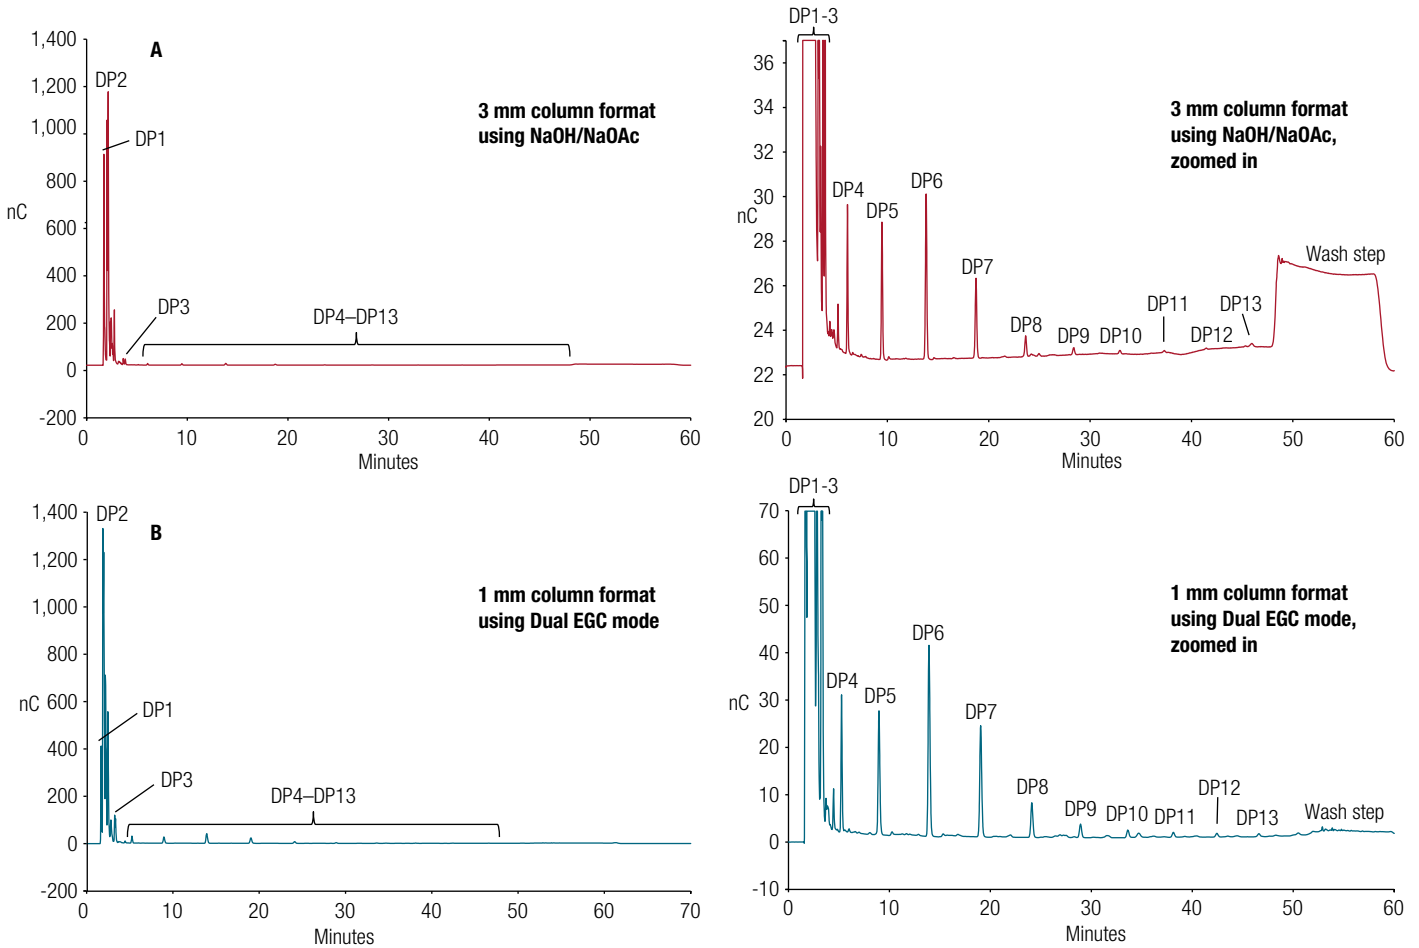 A
1,400
1,200
1,000
800
600
400
200
0
-200
nC
DP2
DP1
DP3
DP4–DP13
3 mm column format
using NaOH/NaOAc
0
10
20
30
40
50
60
Minutes
DP1-3
36
34
32
30
28
26
24
22
20
nC
DP4
DP5
DP6
DP7
DP8
DP9
DP10
DP11
DP12
DP13
Wash step
3 mm column format
using NaOH/NaOAc,
zoomed in
0
10
20
30
40
50
60
Minutes
B
1,400
1,200
1,000
800
600
400
200
0
-200
nC
DP2
DP1
DP3
DP4–DP13
1 mm column format
using Dual EGC mode
0
10
20
30
40
50
60
70
Minutes
DP1-3
70
60
50
40
30
20
10
0
-10
nC
DP4
DP5
DP6
DP7
DP8
DP9
DP10
DP11
DP12
DP13
Wash step
1 mm column format
using Dual EGC mode,
zoomed in
0
10
20
30
40
50
60
Minutes